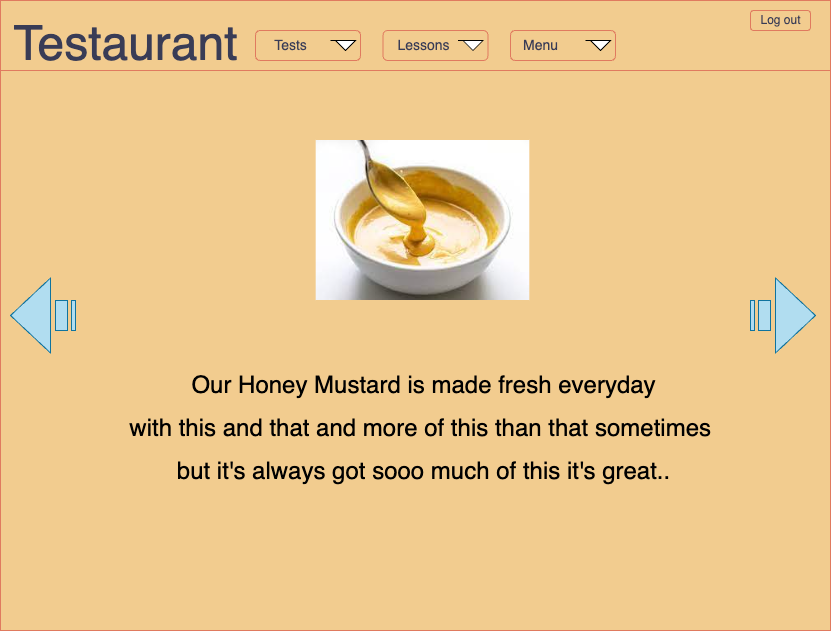 Log out
Testaurant
Tests
Lessons
Menu
Our Honey Mustard is made fresh everyday
with this and that and more of this than that sometimes
but it's always got sooo much of this it's great..